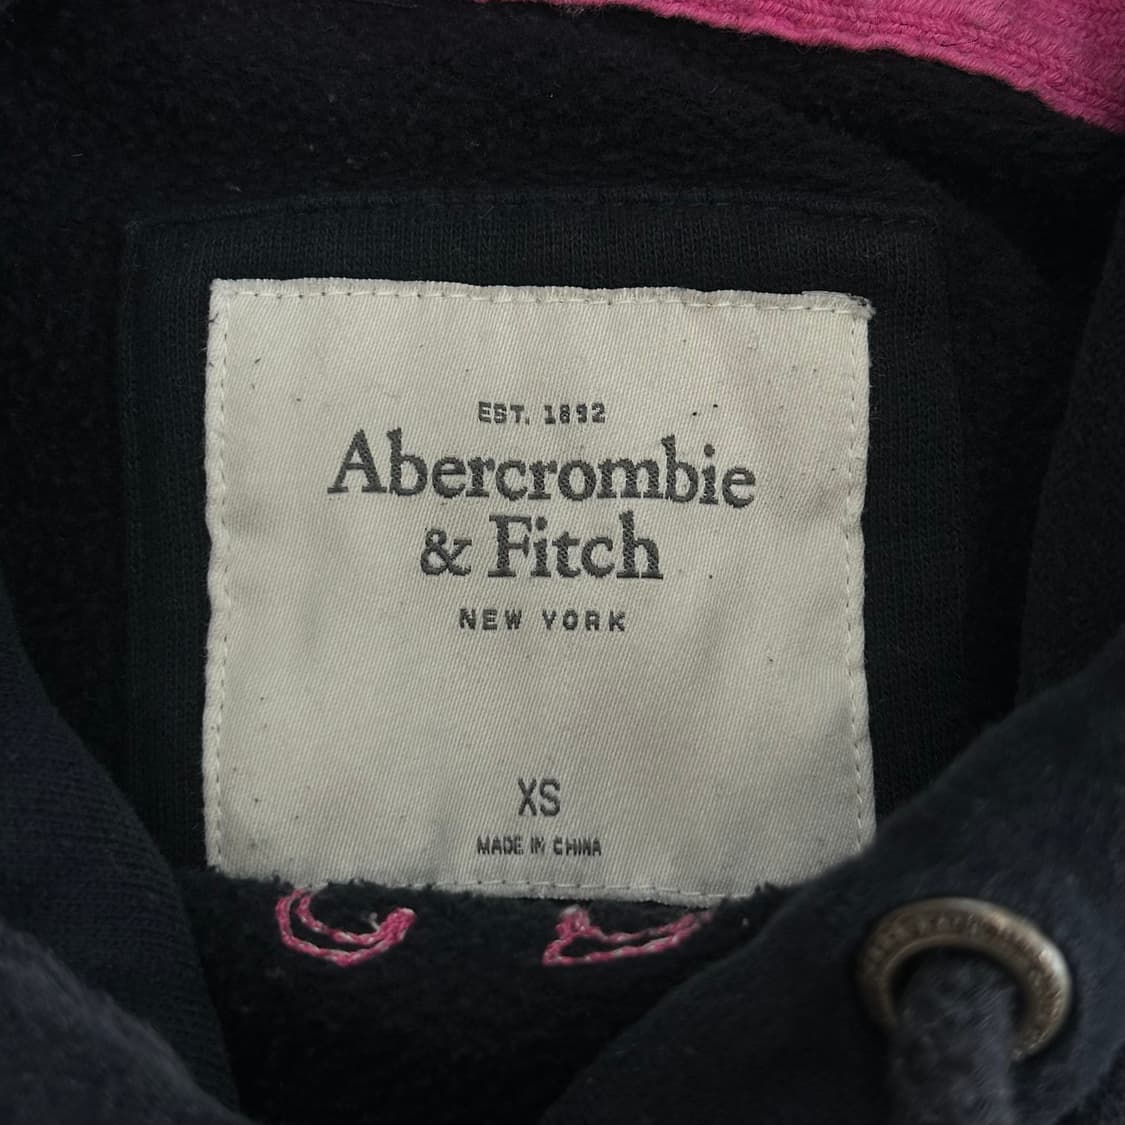 EST. 1892
Abercrombie
& Fitch
NEW YORK
XS
MADE IN CHINA